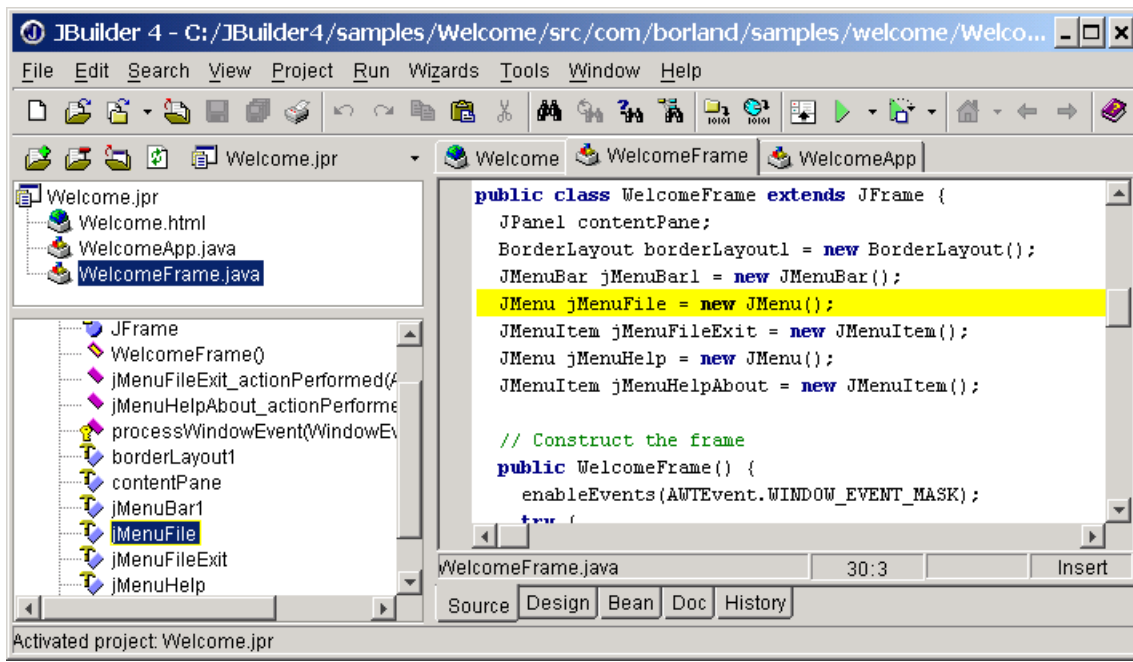 JBuilder 4 - C:/JBuilder4/samples/Welcome/src/com/borland/samples/welcome/Welco...
File Edit Search View Project Run Wizards Tools Window Help
Welcome.jpr
Welcome WelcomeFrame WelcomeApp
Welcome.jpr
Welcome.html
WelcomeApp.java
WelcomeFrame.java
JFrame
WelcomeFrame()
jMenuFileExit_actionPerformed(A
jMenuHelpAbout_actionPerforme
processWindowEvent(WindowEv
borderLayout1
contentPane
jMenuBar1
jMenuFile
jMenuFileExit
jMenuHelp
public class WelcomeFrame extends JFrame {
JPanel contentPane;
BorderLayout borderLayout1 = new BorderLayout();
JMenuBar jMenuBar1 = new JMenuBar();
JMenu jMenuFile = new JMenu();
JMenuItem jMenuFileExit = new JMenuItem();
JMenu jMenuHelp = new JMenu();
JMenuItem jMenuHelpAbout = new JMenuItem();
// Construct the frame
public WelcomeFrame() {
enableEvents(AWTEvent.WINDOW_EVENT_MASK);
try {
WelcomeFrame.java 30:3 Insert
Source Design Bean Doc History
Activated project: Welcome.jpr